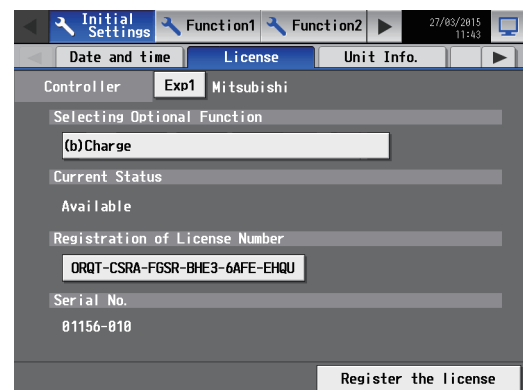 Initial Settings Function1 Function2 27/03/2015 11:43
Date and time License Unit Info.
Controller Exp1 Mitsubishi
Selecting Optional Function
(b)Charge
Current Status
Available
Registration of License Number
ORQT-CSRA-FGSR-BHE3-6AFE-EHQU
Serial No.
01156-010
Register the license